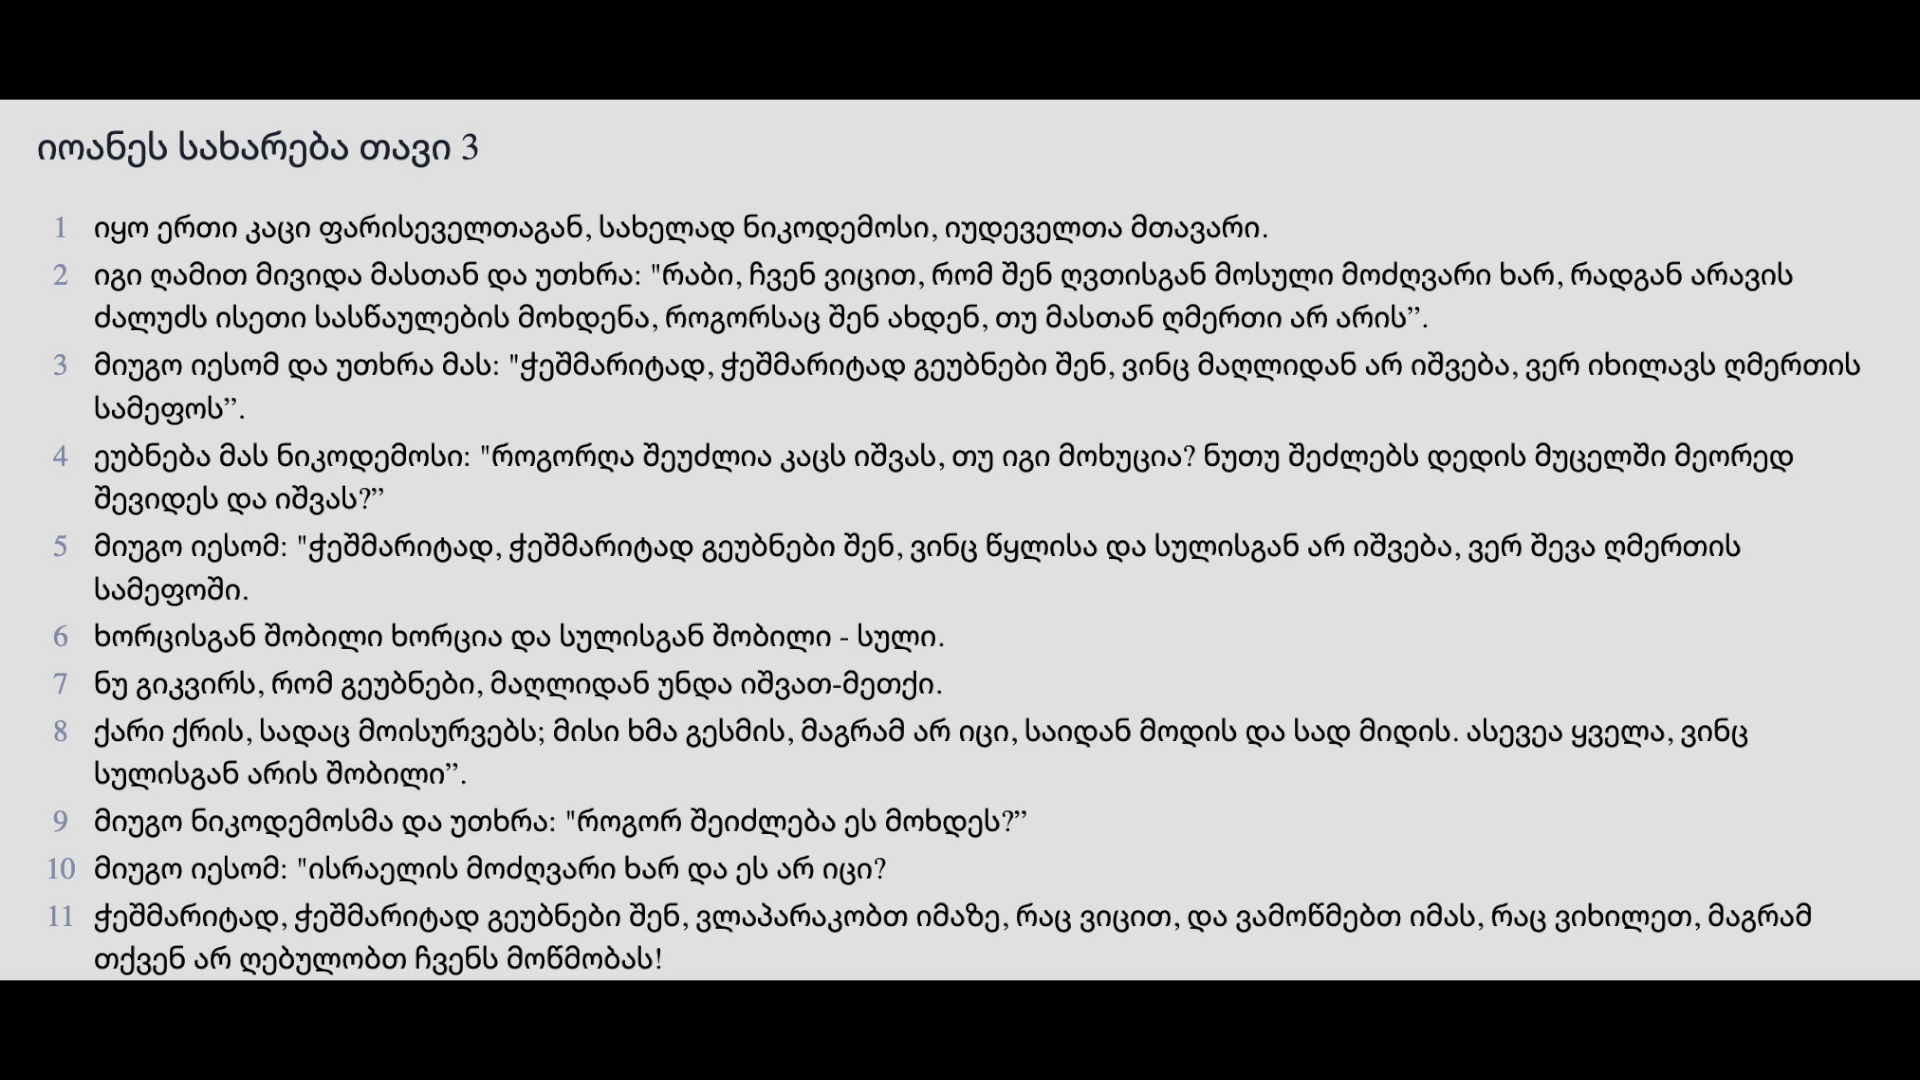 იოანეს სახარება თავი 3
1 იყო ერთი კაცი ფარისეველთაგან, სახელად ნიკოდემოსი, იუდეველთა მთავარი.
2 იგი ღამით მივიდა მასთან და უთხრა: "რაბი, ჩვენ ვიცით, რომ შენ ღვთისგან მოსული მოძღვარი ხარ, რადგან არავის
ძალუძს ისეთი სასწაულების მოხდენა, როგორსაც შენ ახდენ, თუ მასთან ღმერთი არ არის”.
3 მიუგო იესომ და უთხრა მას: "ჭეშმარიტად, ჭეშმარიტად გეუბნები შენ, ვინც მაღლიდან არ იშვება, ვერ იხილავს ღმერთის
სამეფოს”.
4 ეუბნება მას ნიკოდემოსი: "როგორღა შეუძლია კაცს იშვას, თუ იგი მოხუცია? ნუთუ შეძლებს დედის მუცელში მეორედ
შევიდეს და იშვას?”
5 მიუგო იესომ: "ჭეშმარიტად, ჭეშმარიტად გეუბნები შენ, ვინც წყლისა და სულისგან არ იშვება, ვერ შევა ღმერთის
სამეფოში.
6 ხორცისგან შობილი ხორცია და სულისგან შობილი - სული.
7 ნუ გიკვირს, რომ გეუბნები, მაღლიდან უნდა იშვათ-მეთქი.
8 ქარი ქრის, სადაც მოისურვებს; მისი ხმა გესმის, მაგრამ არ იცი, საიდან მოდის და სად მიდის. ასევეა ყველა, ვინც
სულისგან არის შობილი”.
9 მიუგო ნიკოდემოსმა და უთხრა: "როგორ შეიძლება ეს მოხდეს?”
10 მიუგო იესომ: "ისრაელის მოძღვარი ხარ და ეს არ იცი?
11 ჭეშმარიტად, ჭეშმარიტად გეუბნები შენ, ვლაპარაკობთ იმაზე, რაც ვიცით, და ვამოწმებთ იმას, რაც ვიხილეთ, მაგრამ
თქვენ არ ღებულობთ ჩვენს მოწმობას!